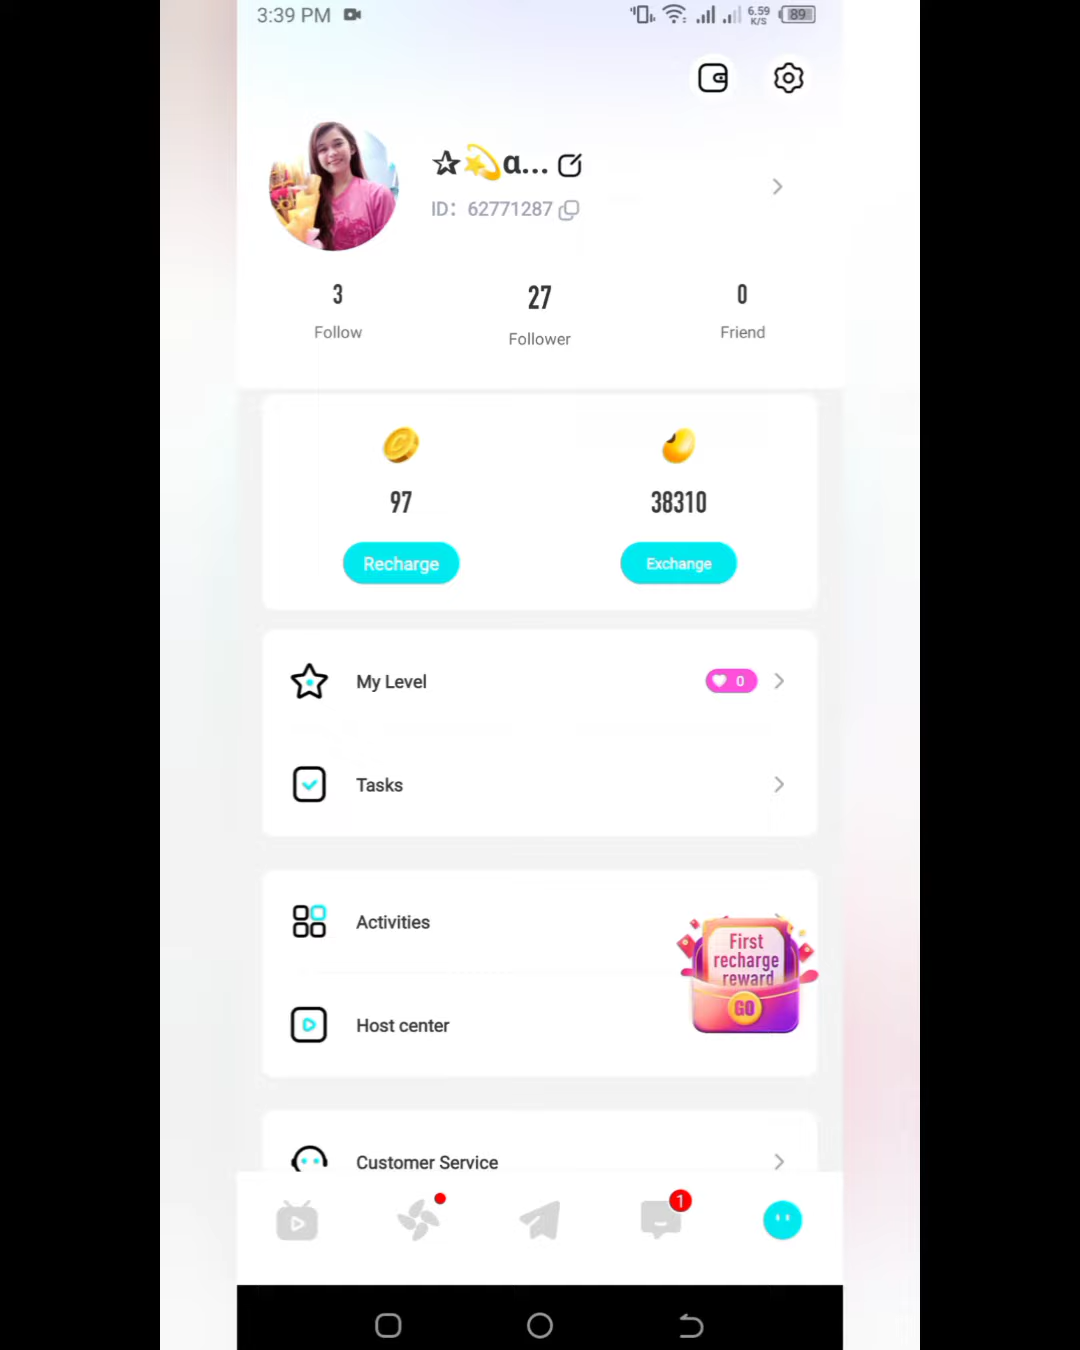 3:39 PM
6.59
K/S
89
☆💫a...
ID: 62771287
3
27
0
Follow
Follower
Friend
97
38310
Recharge
Exchange
My Level
0
Tasks
Activities
First
recharge
reward
GO
Host center
Customer Service
1